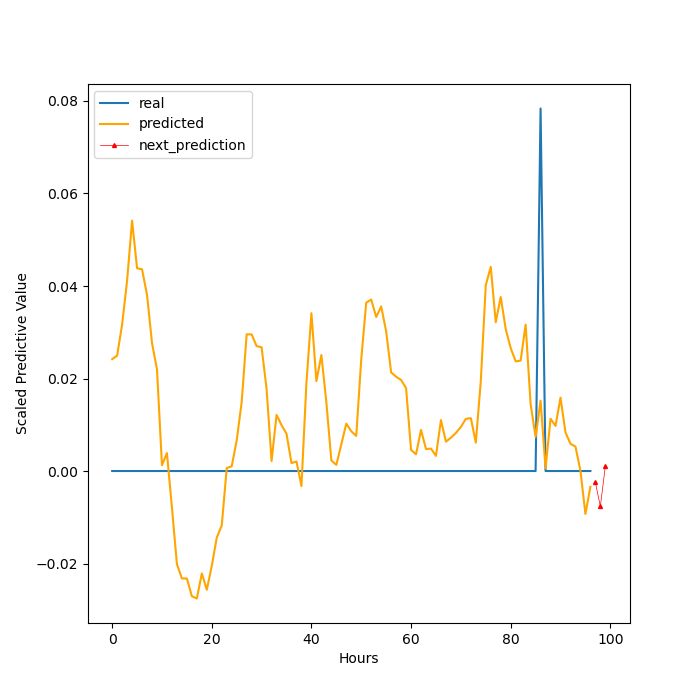 real
predicted
next_prediction
0.08
0.06
0.04
0.02
0.00
−0.02
Scaled Predictive Value
0 20 40 60 80 100
Hours